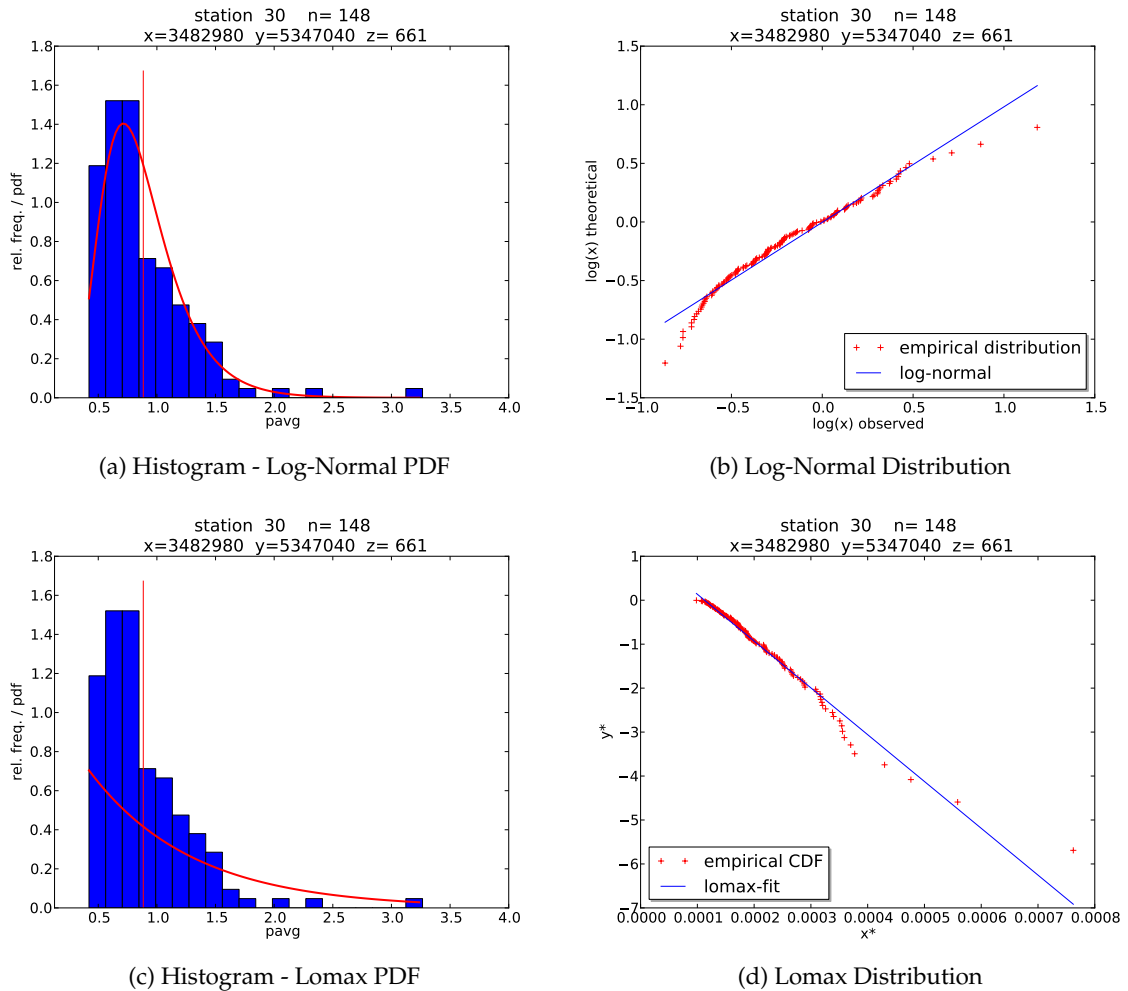 station 30 n= 148
x=3482980 y=5347040 z= 661
1.8
1.6
1.4
1.2
1.0
0.8
0.6
0.4
0.2
0.0
rel. freq. / pdf
0.5 1.0 1.5 2.0 2.5 3.0 3.5 4.0
pavg
(a) Histogram - Log-Normal PDF
station 30 n= 148
x=3482980 y=5347040 z= 661
1.5
1.0
0.5
0.0
−0.5
−1.0
−1.5
log(x) theoretical
empirical distribution
log-normal
−1.0 −0.5 0.0 0.5 1.0 1.5
log(x) observed
(b) Log-Normal Distribution
station 30 n= 148
x=3482980 y=5347040 z= 661
1.8
1.6
1.4
1.2
1.0
0.8
0.6
0.4
0.2
0.0
rel. freq. / pdf
0.5 1.0 1.5 2.0 2.5 3.0 3.5 4.0
pavg
(c) Histogram - Lomax PDF
station 30 n= 148
x=3482980 y=5347040 z= 661
1
0
−1
−2
−3
−4
−5
−6
−7
y*
empirical CDF
lomax-fit
0.0000 0.0001 0.0002 0.0003 0.0004 0.0005 0.0006 0.0007 0.0008
x*
(d) Lomax Distribution